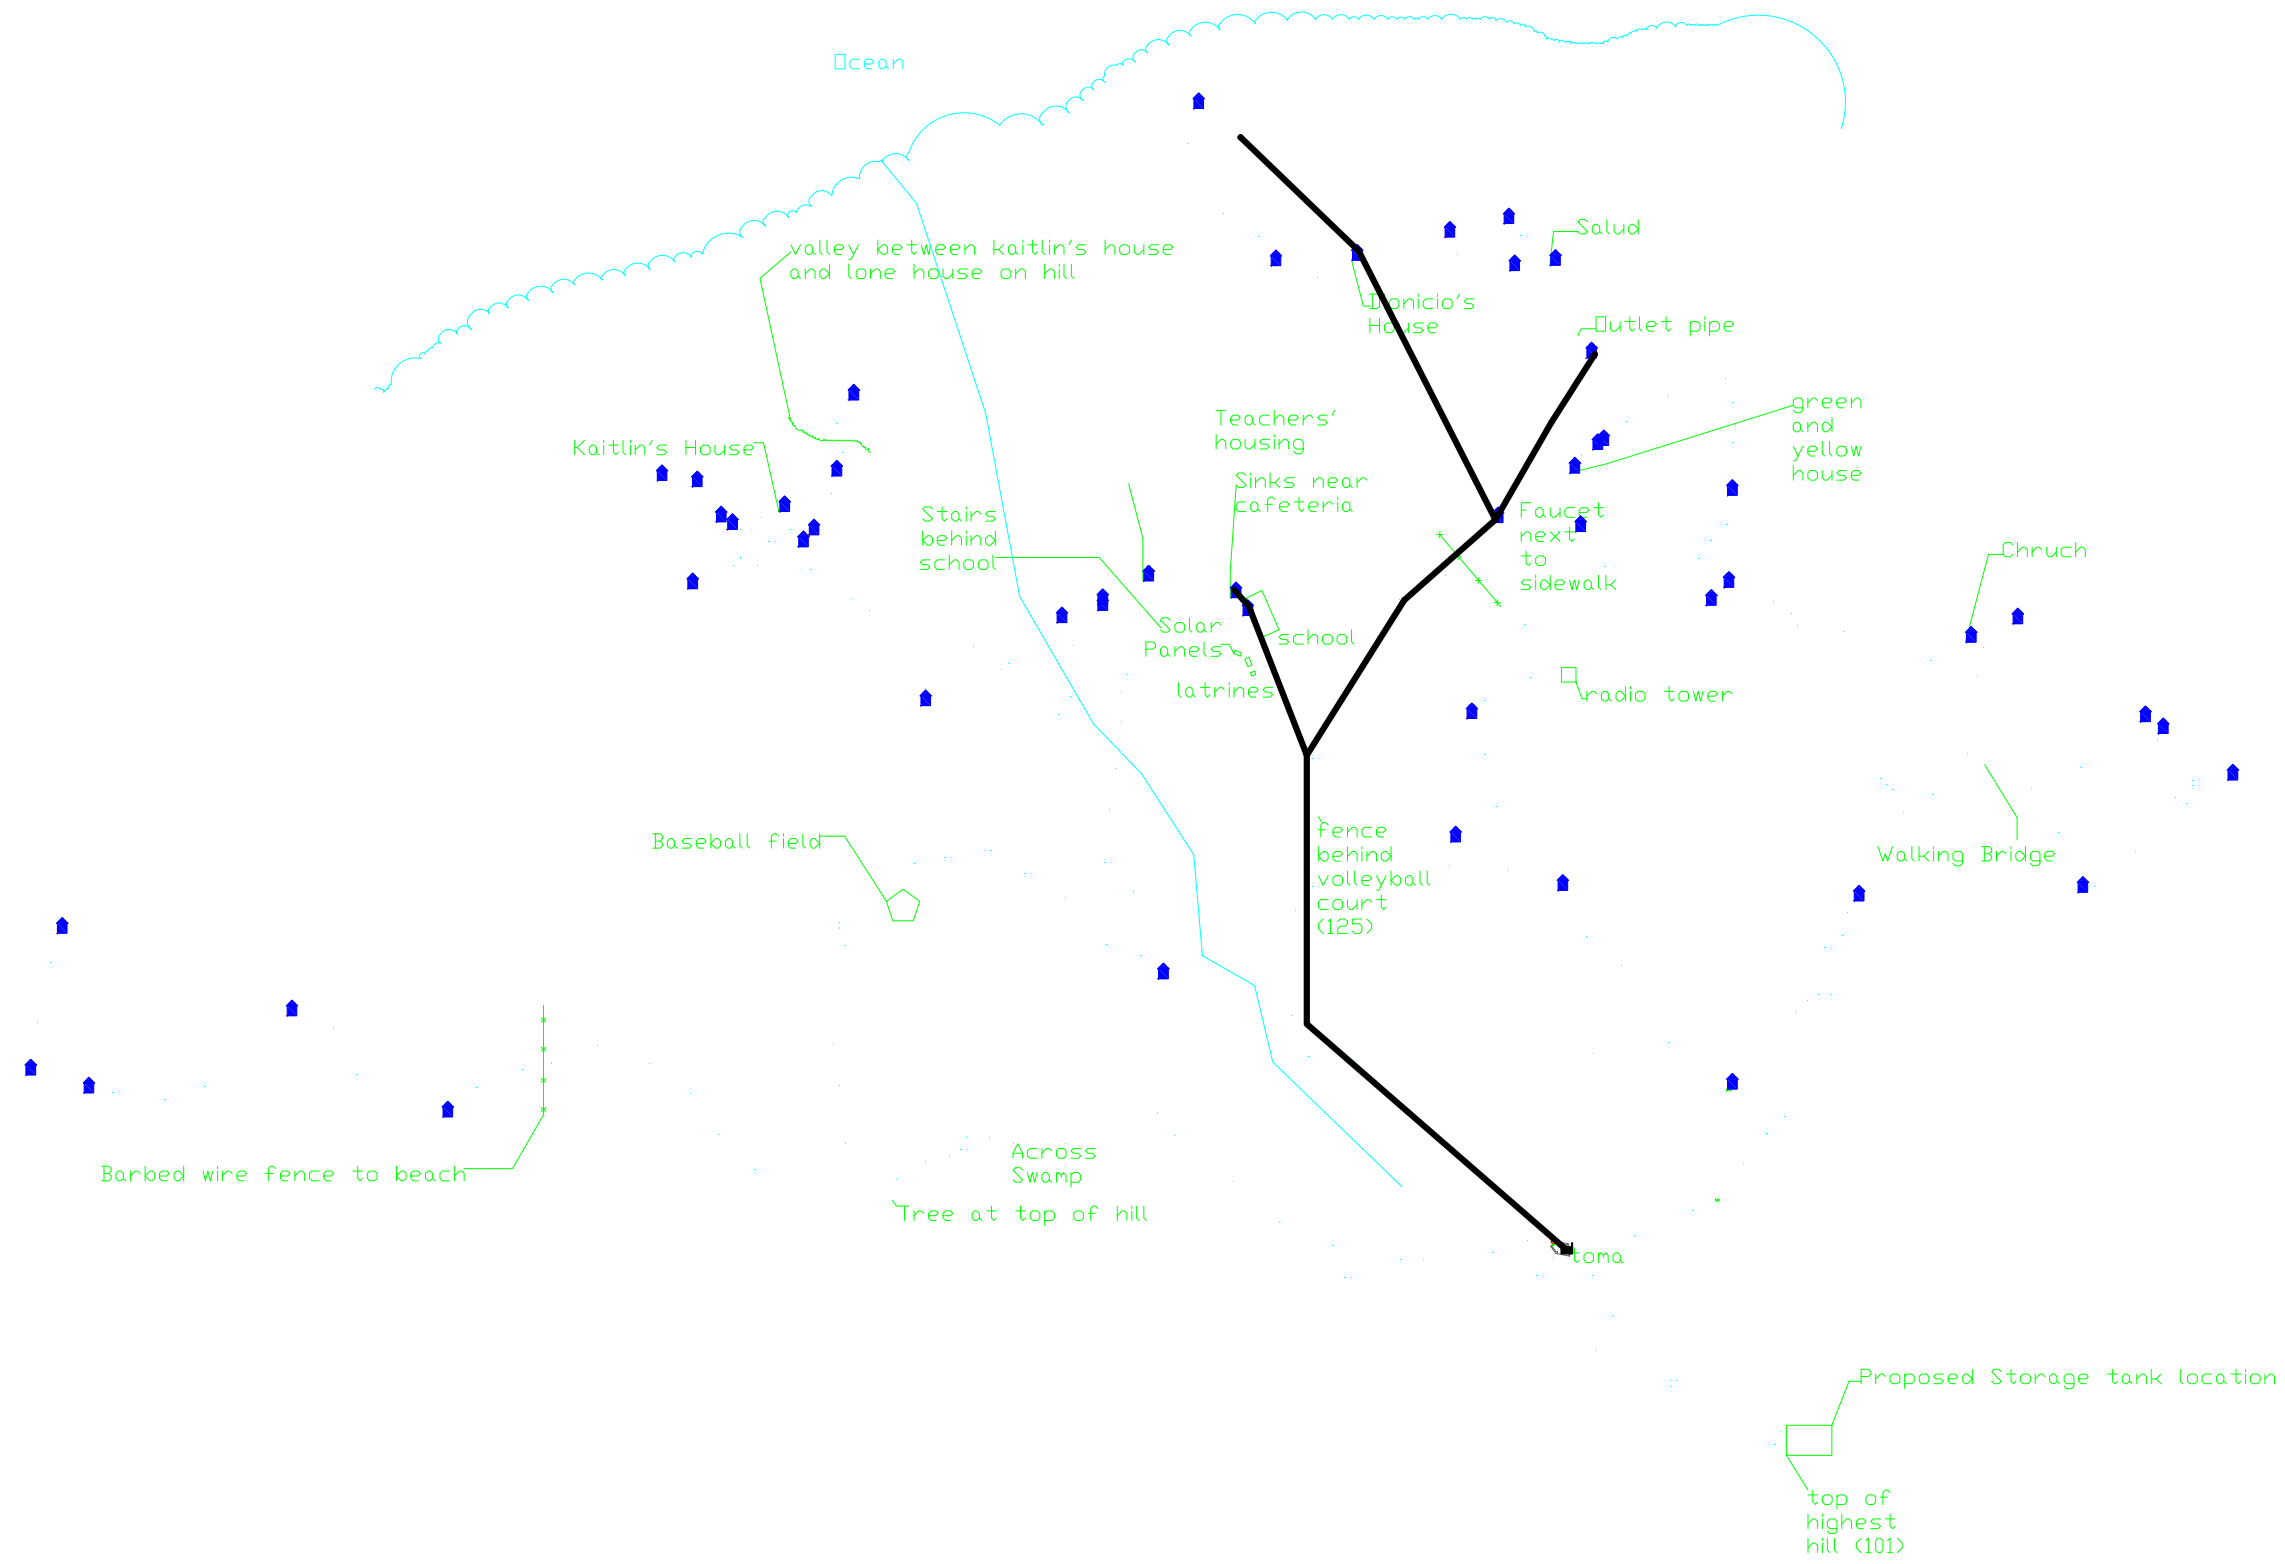 Ocean
Salud
valley between kaitlin's house
and lone house on hill
Dionicio's
House
Outlet pipe
green
and
yellow
house
Teachers'
housing
Kaitlin's House
Sinks near
cafeteria
Stairs
behind
school
Faucet
next
to
sidewalk
Chruch
Solar
Panels
school
latrines
radio tower
fence
behind
volleyball
court
(125)
Baseball field
Walking Bridge
Across
Swamp
Barbed wire fence to beach
Tree at top of hill
toma
Proposed Storage tank location
top of
highest
hill (101)